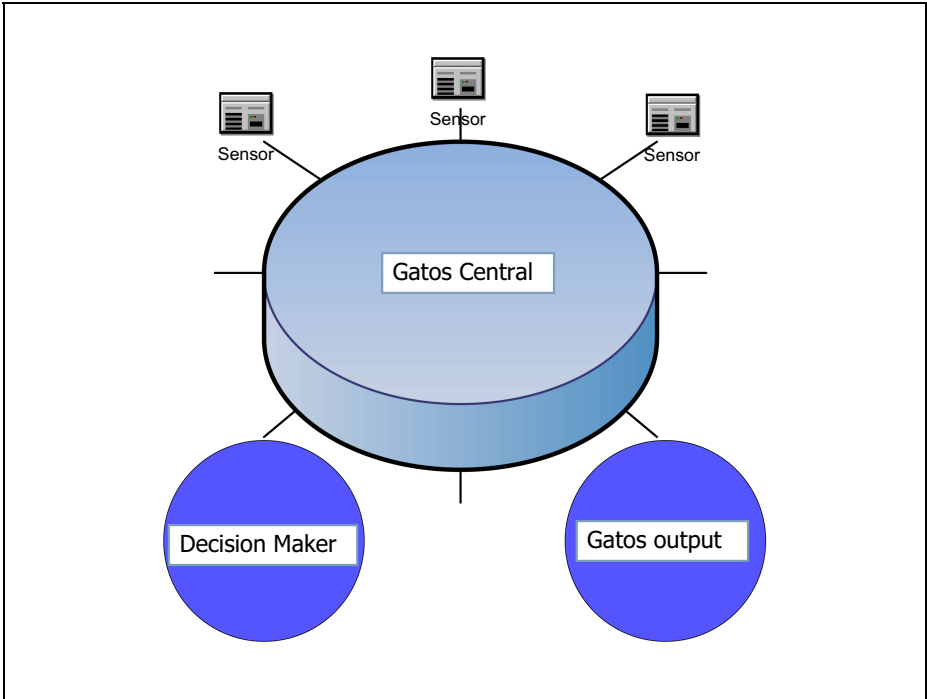 Sensor
Sensor
Sensor
Gatos Central
Decision Maker
Gatos output